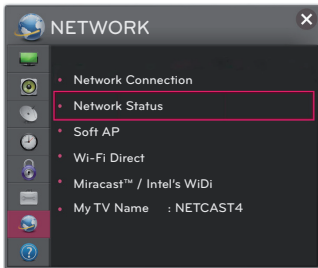 NETWORK
• Network Connection
• Network Status
• Soft AP
• Wi-Fi Direct
• Miracast™ / Intel's WiDi
• My TV Name : NETCAST4